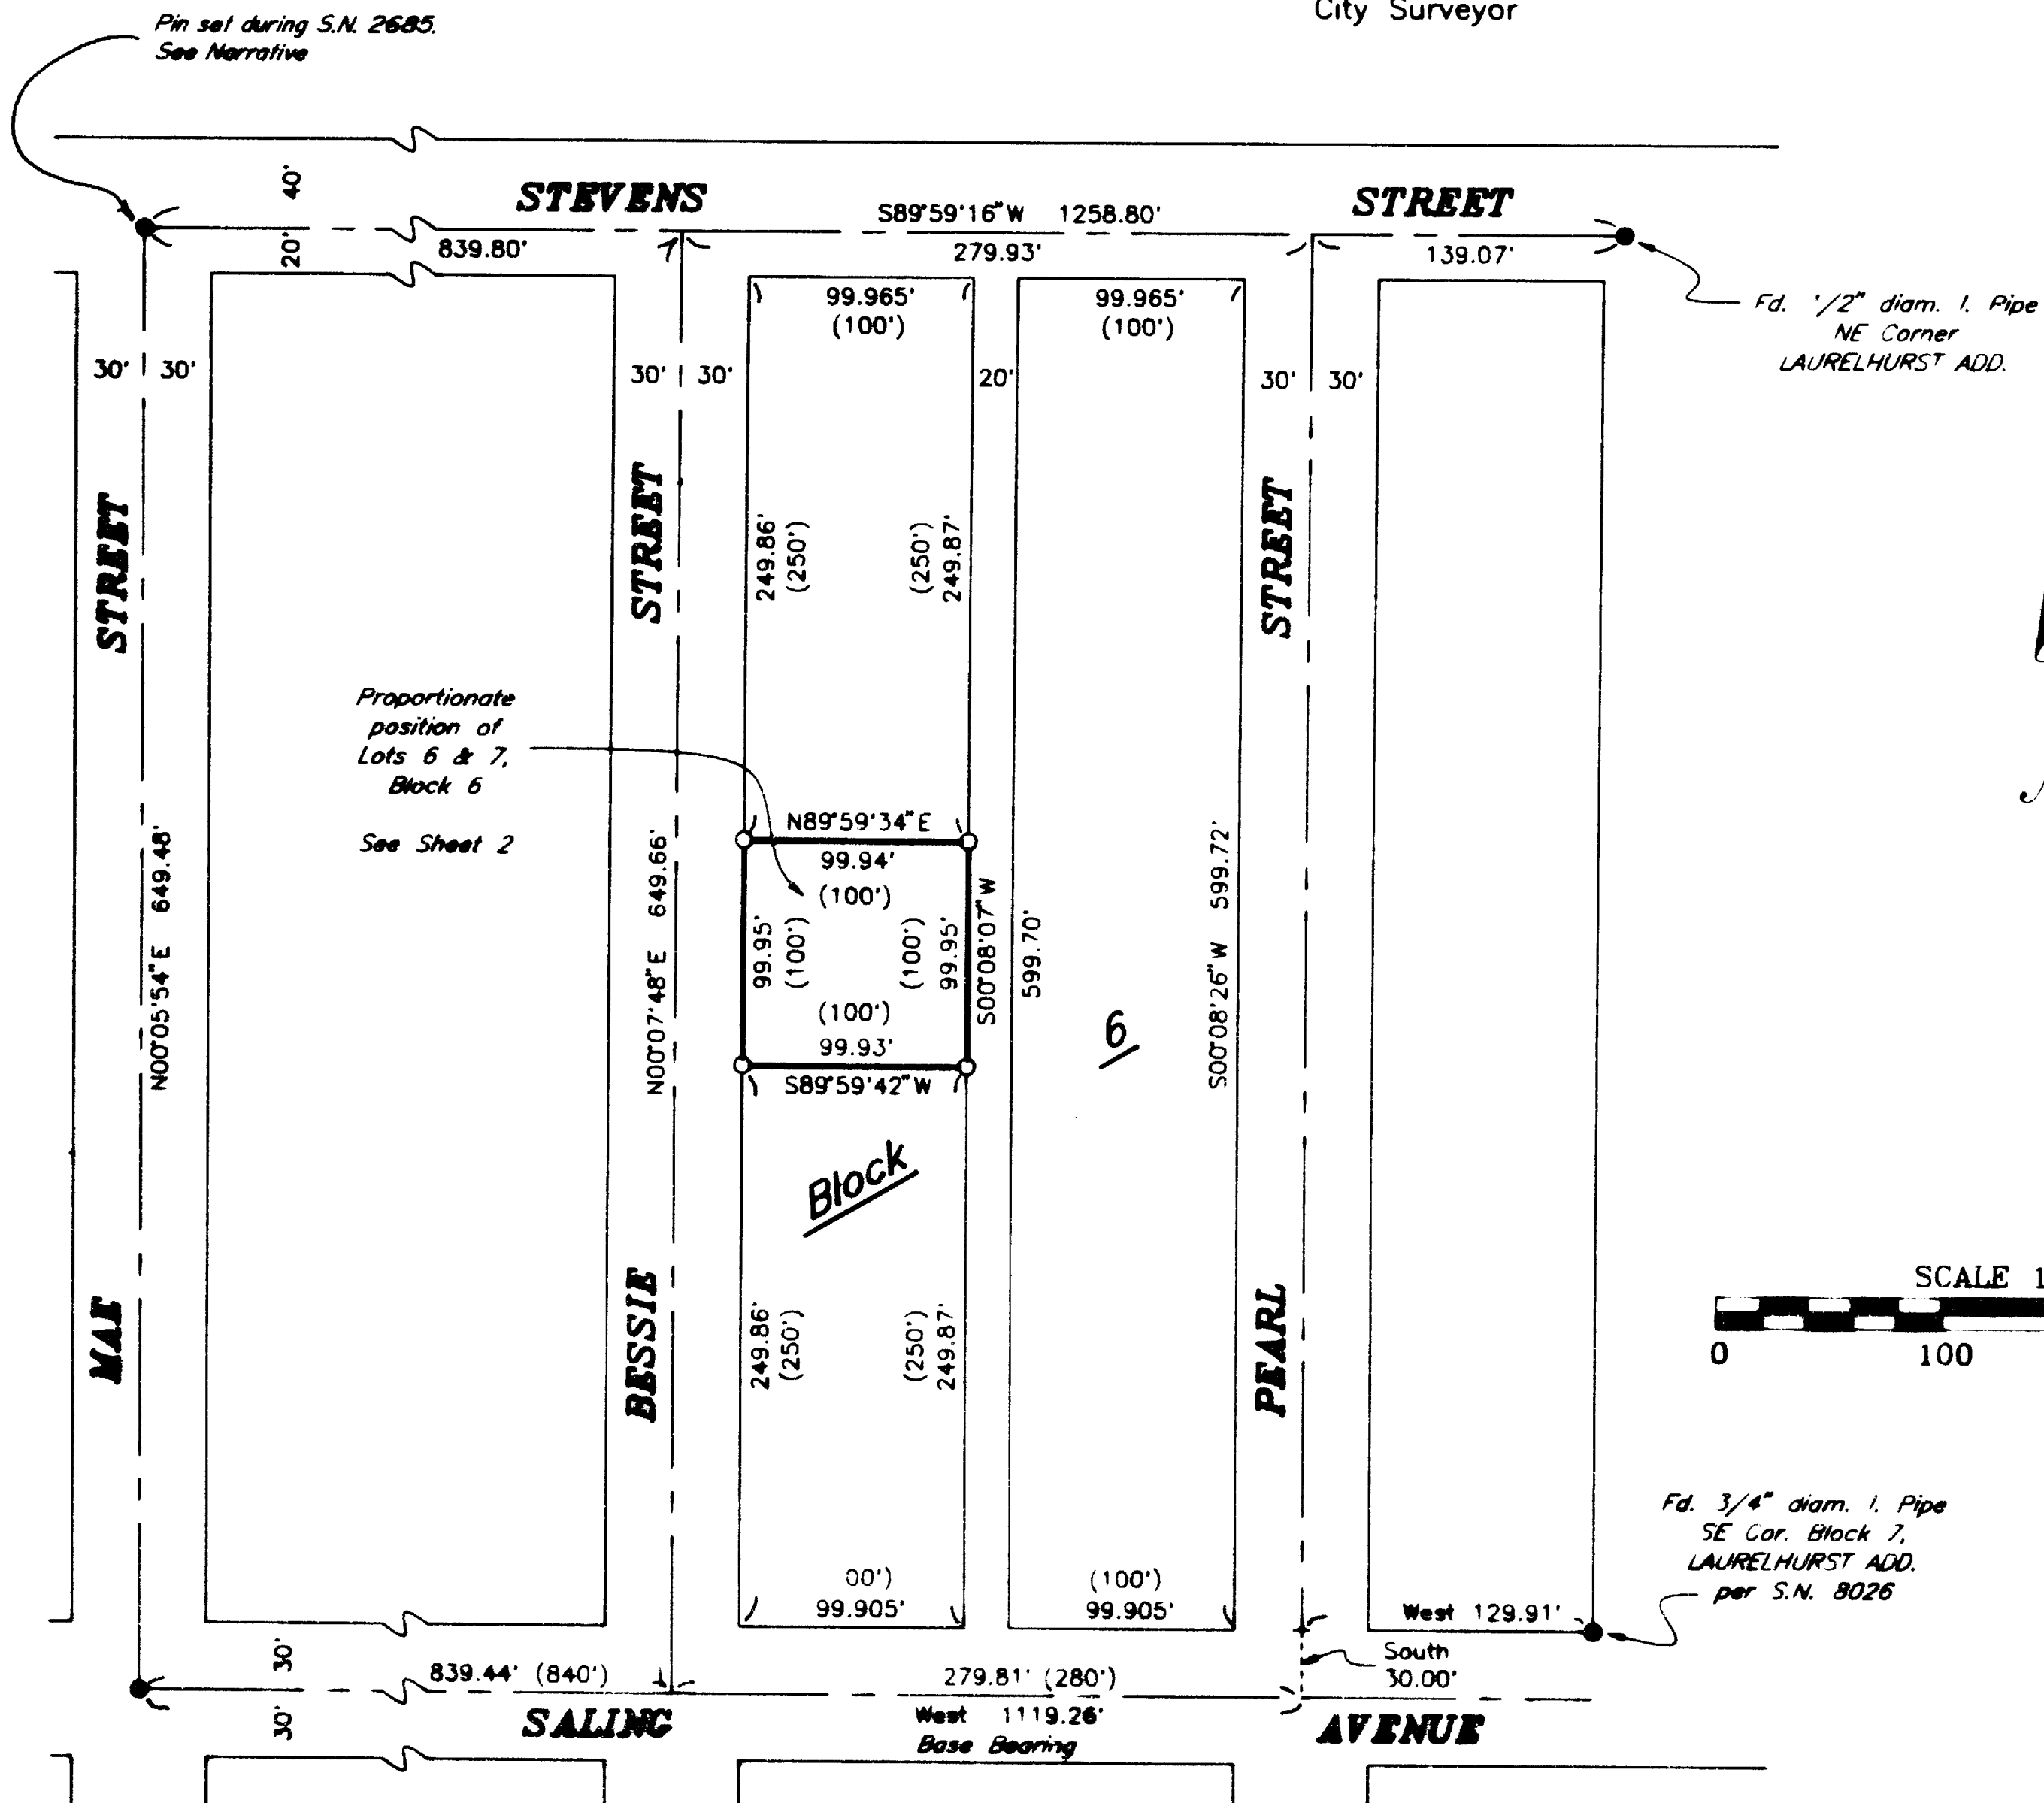 City Surveyor
Pin set during S.N. 2685.
See Narrative
40'
STEVENS
STREET
S89°59'16"W 1258.80'
20'
839.80'
279.93'
139.07'
99.965'
(100')
99.965'
(100')
Fd. 1/2" diam. I. Pipe
NE Corner
LAURELHURST ADD.
30' 30'
30' 30'
20'
30' 30'
STREET
STREET
STREET
249.86'
(250')
(250')
249.87'
Proportionate
position of
Lots 6 & 7,
Block 6
See Sheet 2
N89°59'34"E
99.94'
(100')
99.95'
(100')
(100')
99.95'
(100')
99.93'
S89°59'42"W
N00°05'54"E 649.48'
N00°07'48"E 649.66'
S00°08'07"W
599.70'
S00°08'26"W 599.72'
6
Block
MAE
BESSIE
PEARL
249.86'
(250')
(250')
249.87'
SCALE 1
0 100
Fd. 3/4" diam. I. Pipe
SE Cor. Block 7,
LAURELHURST ADD.
per S.N. 8026
00')
99.905'
(100')
99.905'
West 129.91'
South
30.00'
30'
839.44' (840')
279.81' (280')
30'
SALING
West 1119.26'
Base Bearing
AVENUE